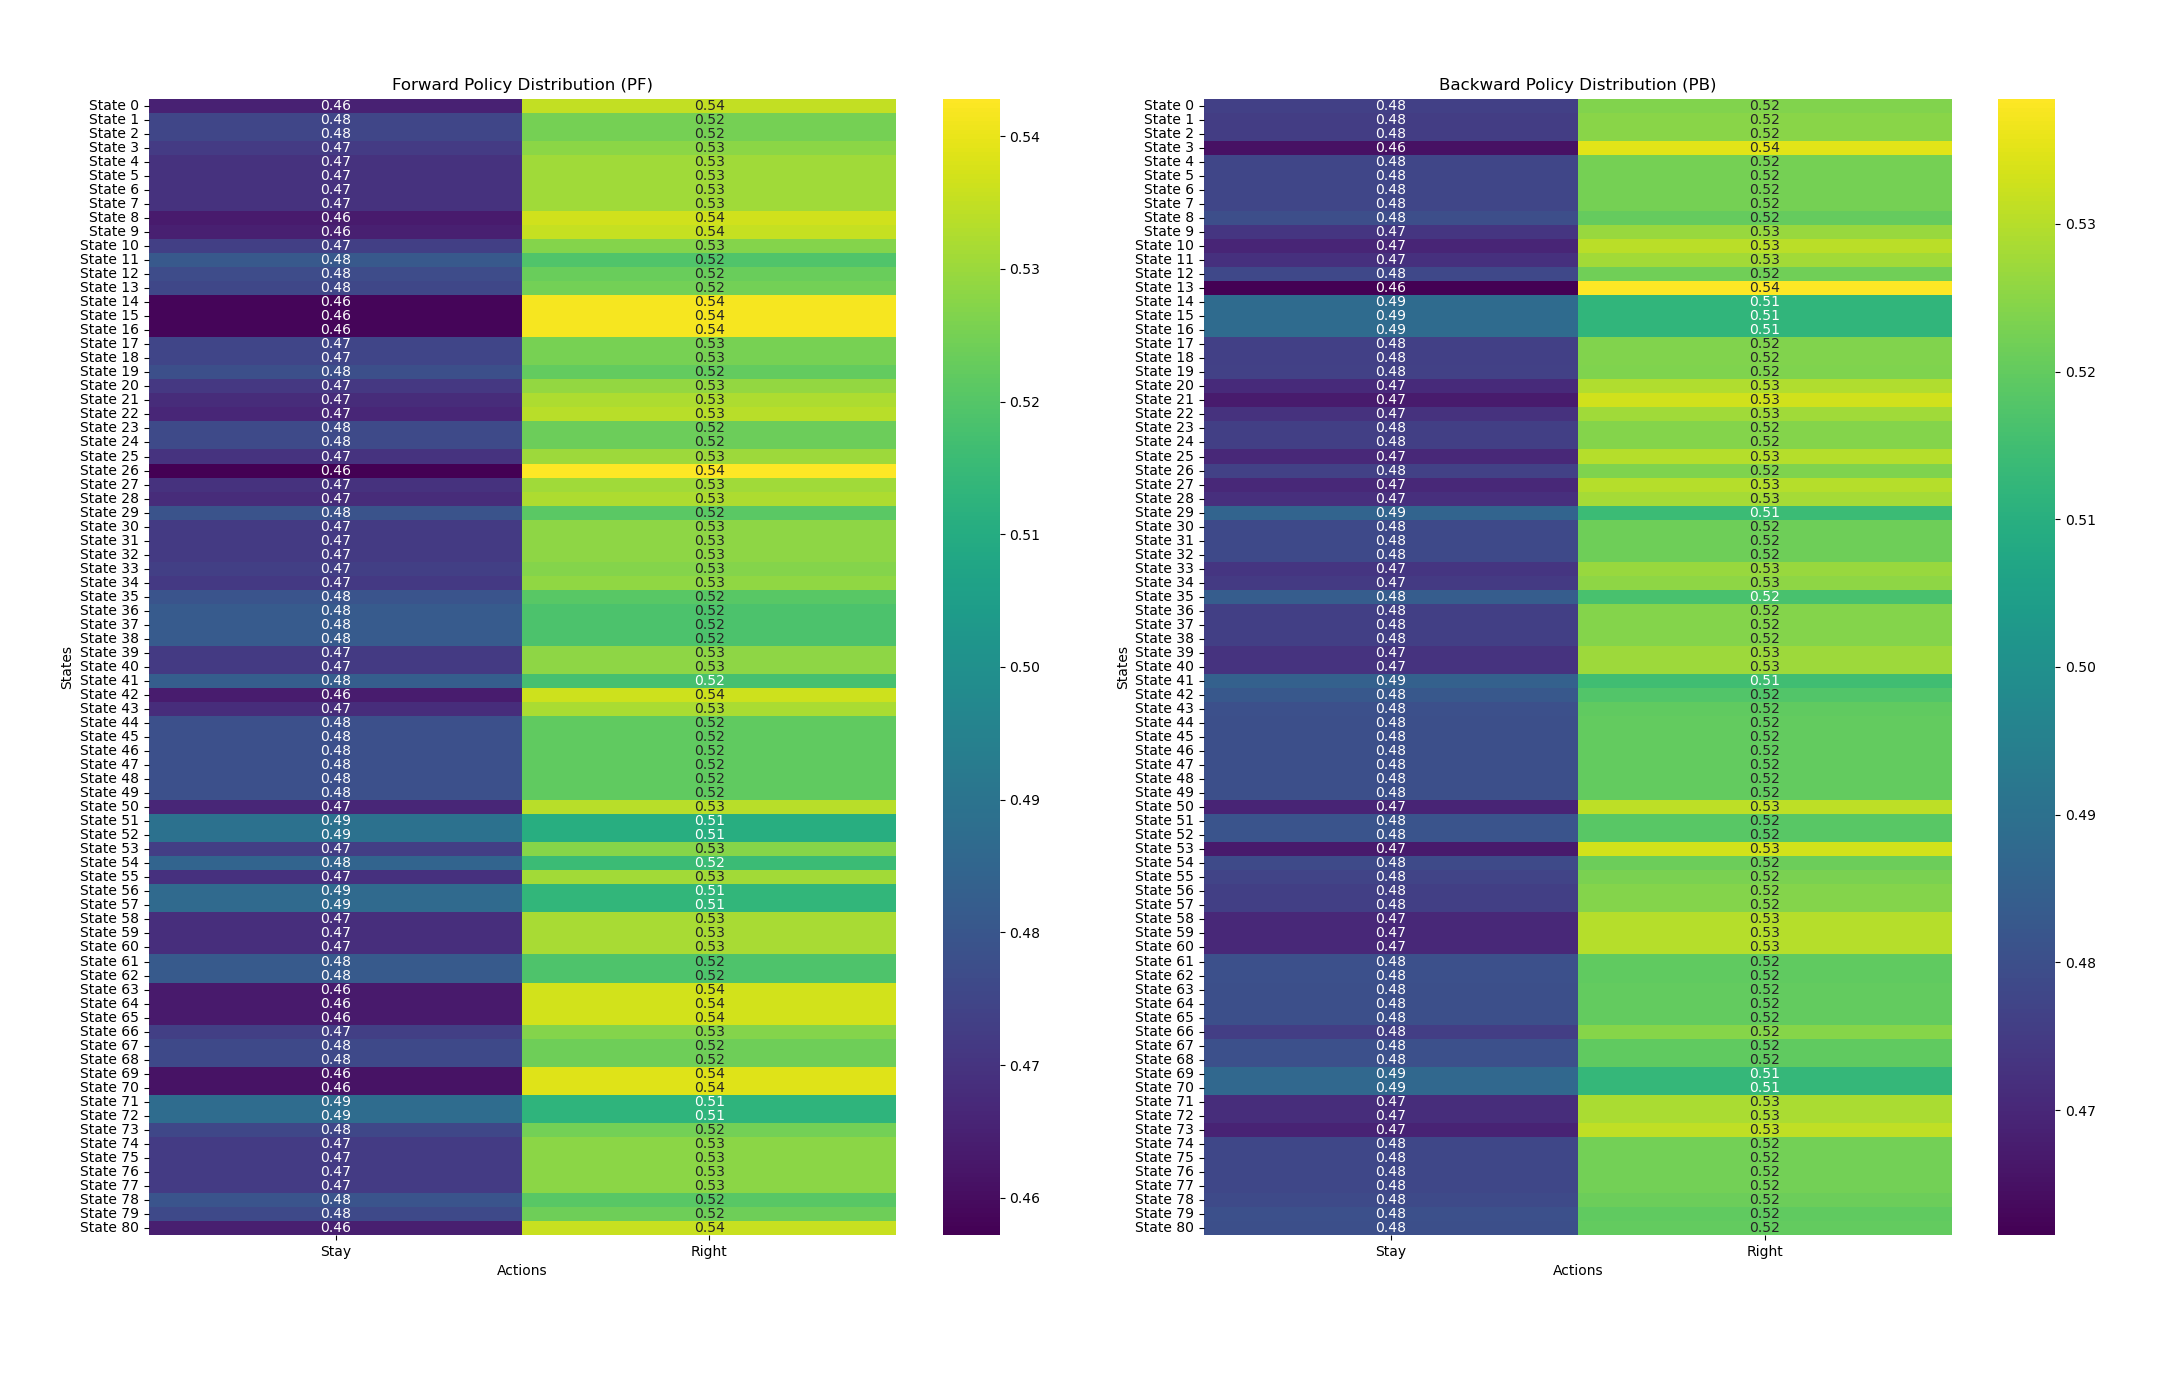 Forward Policy Distribution (PF)
State 0 0.46 0.54
State 1 0.48 0.52
State 2 0.48 0.52
State 3 0.47 0.53
State 4 0.47 0.53
State 5 0.47 0.53
State 6 0.47 0.53
State 7 0.47 0.53
State 8 0.46 0.54
State 9 0.46 0.54
State 10 0.47 0.53
State 11 0.48 0.52
State 12 0.48 0.52
State 13 0.48 0.52
State 14 0.46 0.54
State 15 0.46 0.54
State 16 0.46 0.54
State 17 0.47 0.53
State 18 0.47 0.53
State 19 0.48 0.52
State 20 0.47 0.53
State 21 0.47 0.53
State 22 0.47 0.53
State 23 0.48 0.52
State 24 0.48 0.52
State 25 0.47 0.53
State 26 0.46 0.54
State 27 0.47 0.53
State 28 0.47 0.53
State 29 0.48 0.52
State 30 0.47 0.53
State 31 0.47 0.53
State 32 0.47 0.53
State 33 0.47 0.53
State 34 0.47 0.53
State 35 0.48 0.52
State 36 0.48 0.52
State 37 0.48 0.52
State 38 0.48 0.52
State 39 0.47 0.53
State 40 0.47 0.53
State 41 0.48 0.52
State 42 0.46 0.54
State 43 0.47 0.53
State 44 0.48 0.52
State 45 0.48 0.52
State 46 0.48 0.52
State 47 0.48 0.52
State 48 0.48 0.52
State 49 0.48 0.52
State 50 0.47 0.53
State 51 0.49 0.51
State 52 0.49 0.51
State 53 0.47 0.53
State 54 0.48 0.52
State 55 0.47 0.53
State 56 0.49 0.51
State 57 0.49 0.51
State 58 0.47 0.53
State 59 0.47 0.53
State 60 0.47 0.53
State 61 0.48 0.52
State 62 0.48 0.52
State 63 0.46 0.54
State 64 0.46 0.54
State 65 0.46 0.54
State 66 0.47 0.53
State 67 0.48 0.52
State 68 0.48 0.52
State 69 0.46 0.54
State 70 0.46 0.54
State 71 0.49 0.51
State 72 0.49 0.51
State 73 0.48 0.52
State 74 0.47 0.53
State 75 0.47 0.53
State 76 0.47 0.53
State 77 0.47 0.53
State 78 0.48 0.52
State 79 0.48 0.52
State 80 0.46 0.54
Stay Right
Actions
States
0.54
0.53
0.52
0.51
0.50
0.49
0.48
0.47
0.46
Backward Policy Distribution (PB)
State 0 0.48 0.52
State 1 0.48 0.52
State 2 0.48 0.52
State 3 0.46 0.54
State 4 0.48 0.52
State 5 0.48 0.52
State 6 0.48 0.52
State 7 0.48 0.52
State 8 0.48 0.52
State 9 0.47 0.53
State 10 0.47 0.53
State 11 0.47 0.53
State 12 0.48 0.52
State 13 0.46 0.54
State 14 0.49 0.51
State 15 0.49 0.51
State 16 0.49 0.51
State 17 0.48 0.52
State 18 0.48 0.52
State 19 0.48 0.52
State 20 0.47 0.53
State 21 0.47 0.53
State 22 0.47 0.53
State 23 0.48 0.52
State 24 0.48 0.52
State 25 0.47 0.53
State 26 0.48 0.52
State 27 0.47 0.53
State 28 0.47 0.53
State 29 0.49 0.51
State 30 0.48 0.52
State 31 0.48 0.52
State 32 0.48 0.52
State 33 0.47 0.53
State 34 0.47 0.53
State 35 0.48 0.52
State 36 0.48 0.52
State 37 0.48 0.52
State 38 0.48 0.52
State 39 0.47 0.53
State 40 0.47 0.53
State 41 0.49 0.51
State 42 0.48 0.52
State 43 0.48 0.52
State 44 0.48 0.52
State 45 0.48 0.52
State 46 0.48 0.52
State 47 0.48 0.52
State 48 0.48 0.52
State 49 0.48 0.52
State 50 0.47 0.53
State 51 0.48 0.52
State 52 0.48 0.52
State 53 0.47 0.53
State 54 0.48 0.52
State 55 0.48 0.52
State 56 0.48 0.52
State 57 0.48 0.52
State 58 0.47 0.53
State 59 0.47 0.53
State 60 0.47 0.53
State 61 0.48 0.52
State 62 0.48 0.52
State 63 0.48 0.52
State 64 0.48 0.52
State 65 0.48 0.52
State 66 0.48 0.52
State 67 0.48 0.52
State 68 0.48 0.52
State 69 0.49 0.51
State 70 0.49 0.51
State 71 0.47 0.53
State 72 0.47 0.53
State 73 0.47 0.53
State 74 0.48 0.52
State 75 0.48 0.52
State 76 0.48 0.52
State 77 0.48 0.52
State 78 0.48 0.52
State 79 0.48 0.52
State 80 0.48 0.52
Stay Right
Actions
States
0.53
0.52
0.51
0.50
0.49
0.48
0.47